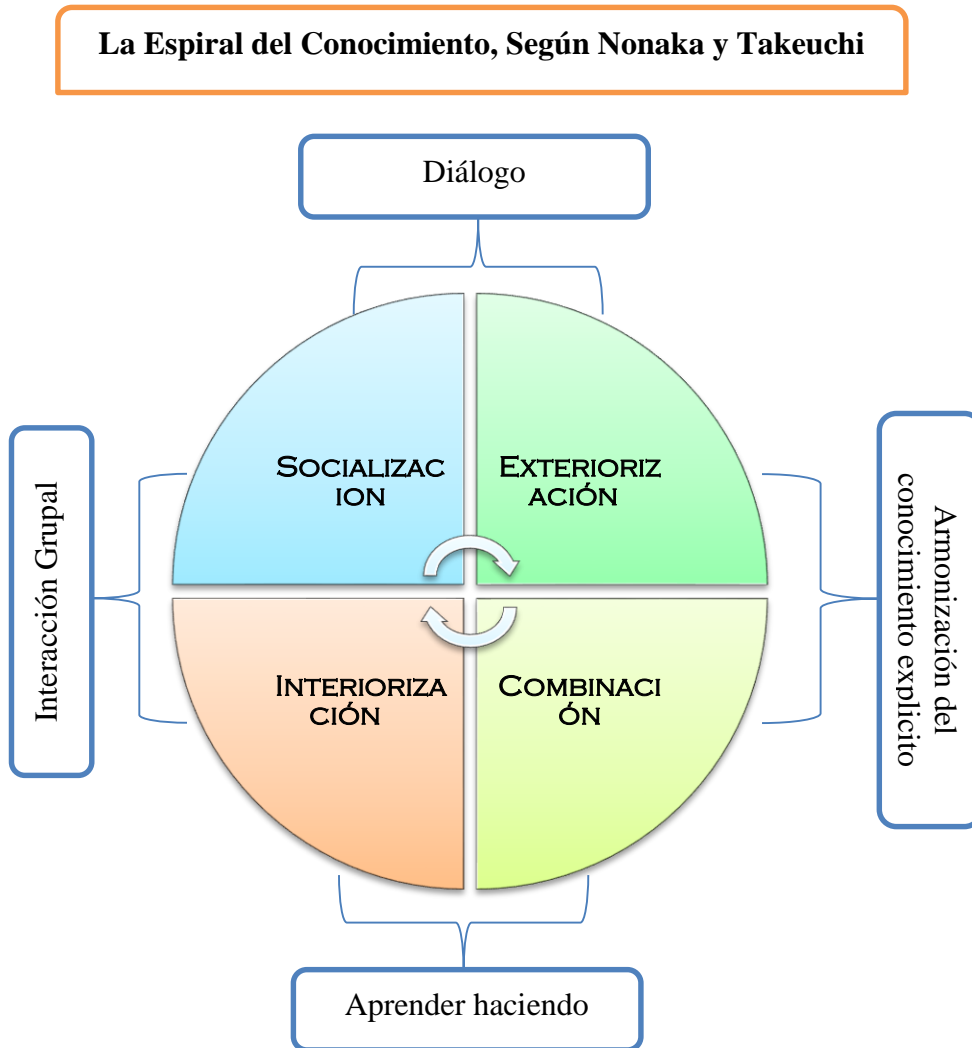 La Espiral del Conocimiento, Según Nonaka y Takeuchi
Diálogo
SOCIALIZAC
ION
EXTERIORIZ
ACIÓN
Interacción Grupal
Armonización del
conocimiento explicito
INTERIORIZA
CIÓN
COMBINACI
ÓN
Aprender haciendo